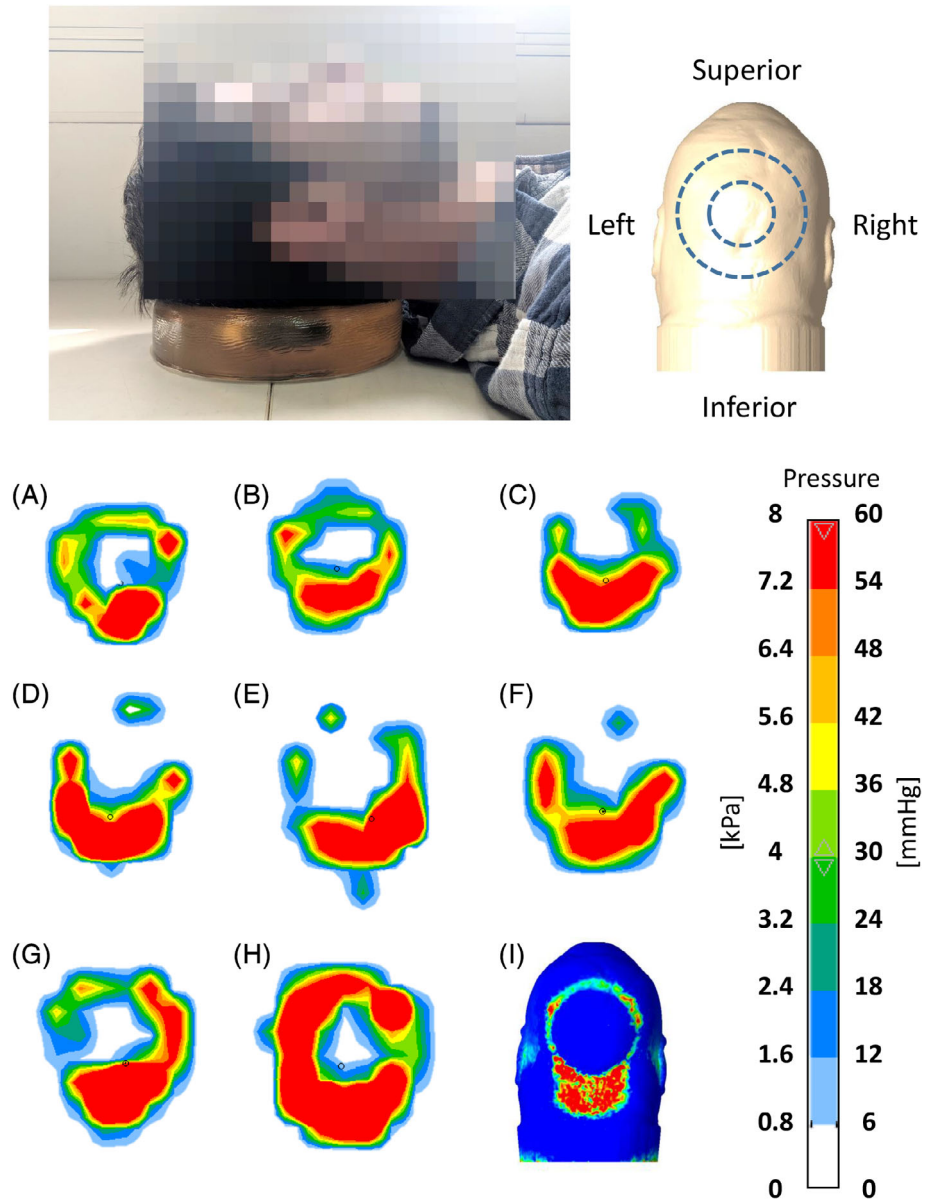 Superior
Left
Right
Inferior
(A)
(B)
(C)
(D)
(E)
(F)
(G)
(H)
(I)
Pressure
8 60
7.2 54
6.4 48
5.6 42
4.8 36
4 30
3.2 24
2.4 18
1.6 12
0.8 6
0 0
[kPa]
[mmHg]